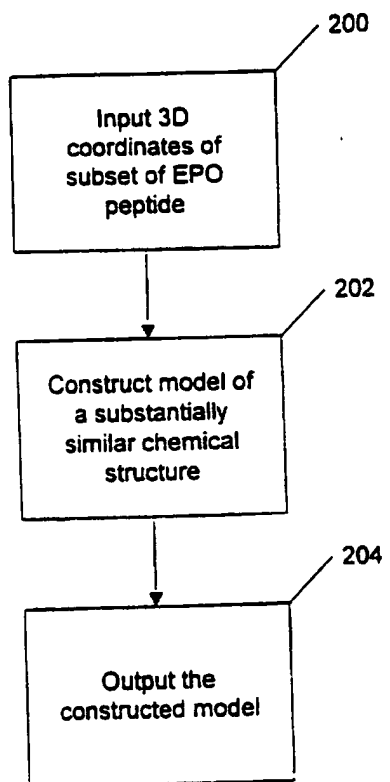 200
Input 3D
coordinates of
subset of EPO
peptide
202
Construct model of
a substantially
similar chemical
structure
204
Output the
constructed model